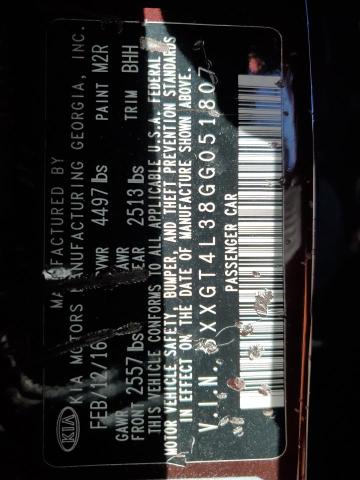 MANUFACTURED BY
KIA KIA MOTORS MANUFACTURING GEORGIA, INC.
FEB/12/16 GVWR 4497 lbs PAINT M2R
GAWR FRONT 2557 lbs GAWR REAR 2513 lbs TRIM BHH
THIS VEHICLE CONFORMS TO ALL APPLICABLE U.S.A. FEDERAL
MOTOR VEHICLE SAFETY, BUMPER, AND THEFT PREVENTION STANDARDS
IN EFFECT ON THE DATE OF MANUFACTURE SHOWN ABOVE.
V.I.N. 5XXGT4L38GG051807
PASSENGER CAR